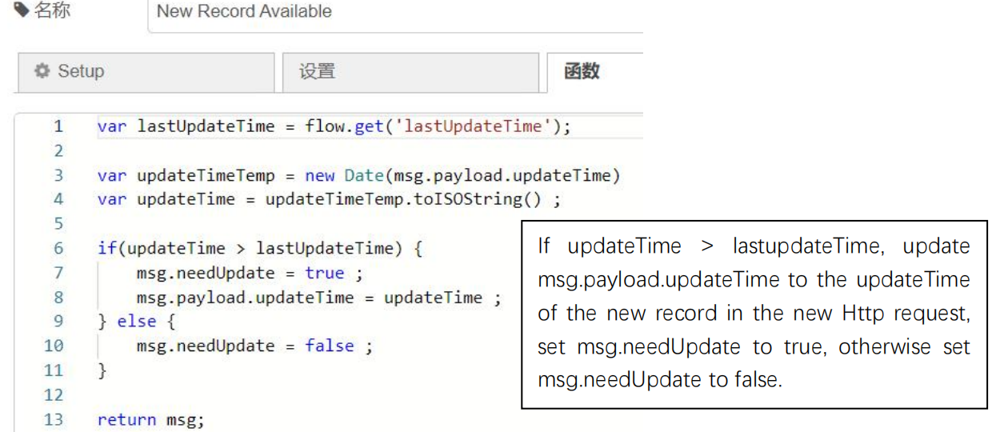 名称
New Record Available
Setup
设置
函数
1 var lastUpdateTime = flow.get('lastUpdateTime');
2
3 var updateTimeTemp = new Date(msg.payload.updateTime)
4 var updateTime = updateTimeTemp.toISOString() ;
5
6 if(updateTime > lastUpdateTime) {
7 msg.needUpdate = true ;
8 msg.payload.updateTime = updateTime ;
9 } else {
10 msg.needUpdate = false ;
11 }
12
13 return msg;
If updateTime > lastupdateTime, update
msg.payload.updateTime to the updateTime
of the new record in the new Http request,
set msg.needUpdate to true, otherwise set
msg.needUpdate to false.